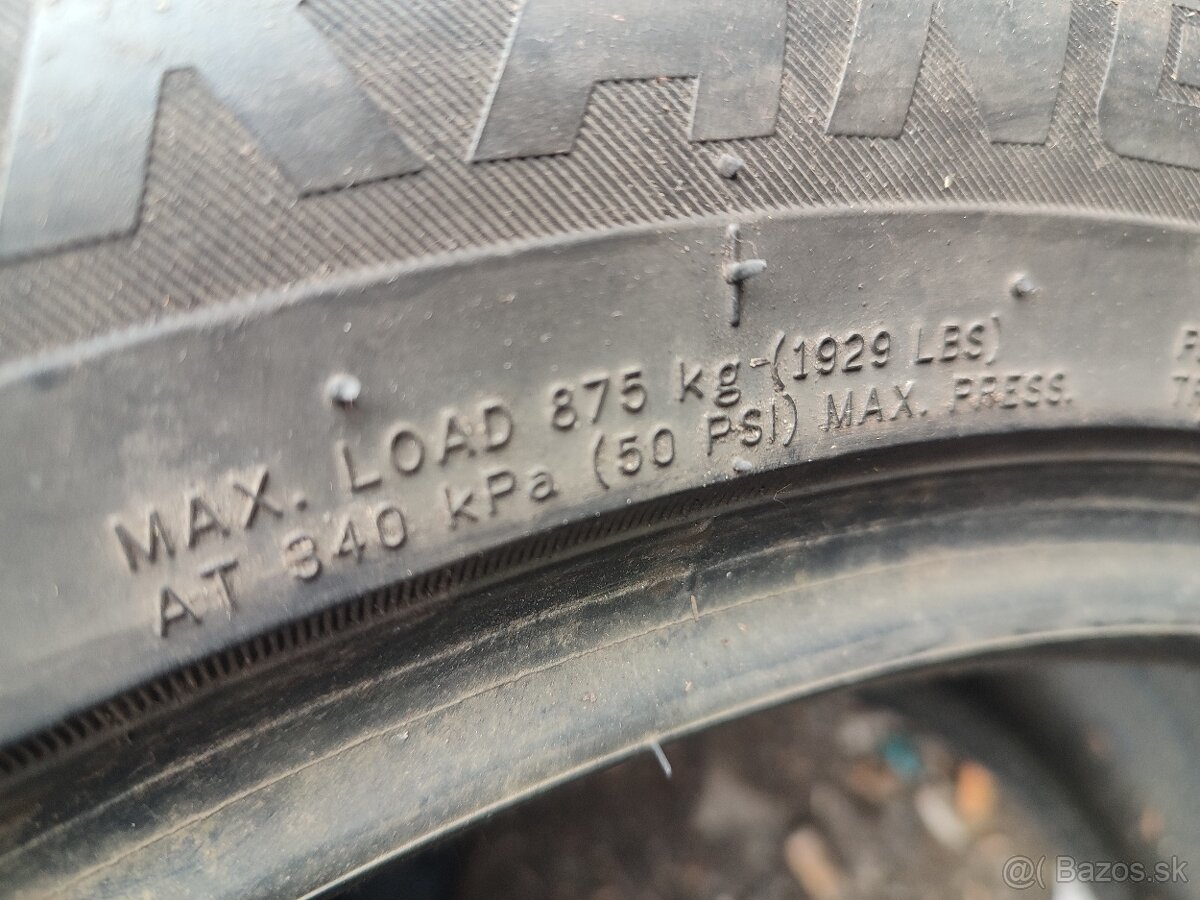 MAX. LOAD 875 kg (1929 LBS)
AT 340 kPa (50 PSI) MAX. PRESS.
@( Bazos.sk